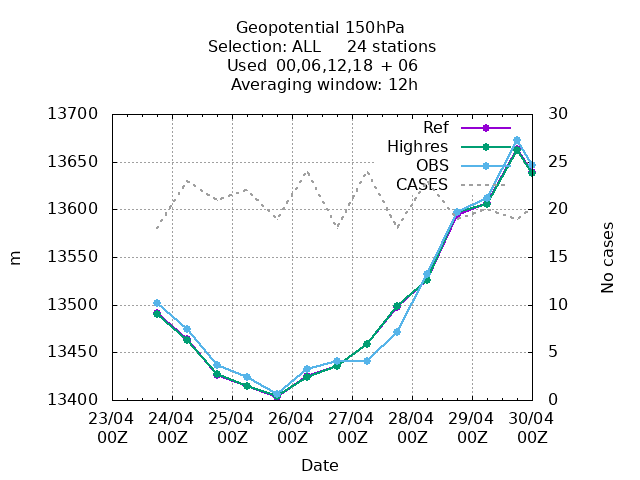 Geopotential 150hPa
Selection: ALL 24 stations
Used 00,06,12,18 + 06
Averaging window: 12h
13700
13650
13600
13550
13500
13450
13400
m
30
25
20
15
10
5
0
No cases
Ref
Highres
OBS
CASES
23/04 24/04 25/04 26/04 27/04 28/04 29/04 30/04
00Z 00Z 00Z 00Z 00Z 00Z 00Z 00Z
Date